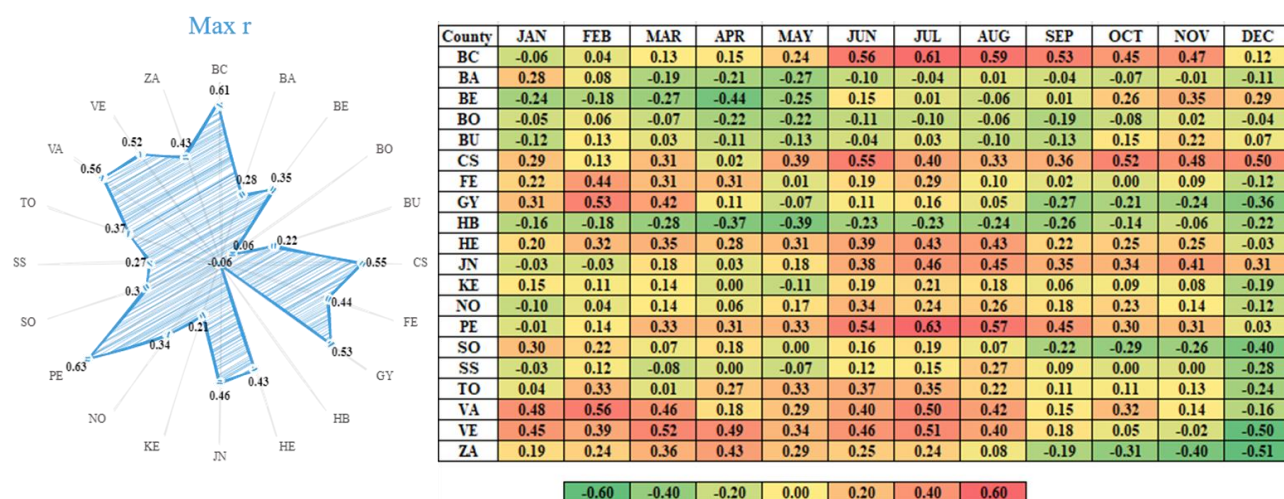 Max r
BC
0.61
BA
0.28
BE
0.35
BO
0.06
BU
0.22
CS
0.55
FE
0.44
GY
0.53
HB
-0.06
HE
0.43
JN
0.46
KE
0.21
NO
0.34
PE
0.63
SO
0.3
SS
0.27
TO
0.37
VA
0.56
VE
0.52
ZA
0.43
County JAN FEB MAR APR MAY JUN JUL AUG SEP OCT NOV DEC
BC -0.06 0.04 0.13 0.15 0.24 0.56 0.61 0.59 0.53 0.45 0.47 0.12
BA 0.28 0.08 -0.19 -0.21 -0.27 -0.10 -0.04 0.01 -0.04 -0.07 -0.01 -0.11
BE -0.24 -0.18 -0.27 -0.44 -0.25 0.15 0.01 -0.06 0.01 0.26 0.35 0.29
BO -0.05 0.06 -0.07 -0.22 -0.22 -0.11 -0.10 -0.06 -0.19 -0.08 0.02 -0.04
BU -0.12 0.13 0.03 -0.11 -0.13 -0.04 0.03 -0.10 -0.13 0.15 0.22 0.07
CS 0.29 0.13 0.31 0.02 0.39 0.55 0.40 0.33 0.36 0.52 0.48 0.50
FE 0.22 0.44 0.31 0.31 0.01 0.19 0.29 0.10 0.02 0.00 0.09 -0.12
GY 0.31 0.53 0.42 0.11 -0.07 0.11 0.16 0.05 -0.27 -0.21 -0.24 -0.36
HB -0.16 -0.18 -0.28 -0.37 -0.39 -0.23 -0.23 -0.24 -0.26 -0.14 -0.06 -0.22
HE 0.20 0.32 0.35 0.28 0.31 0.39 0.43 0.43 0.22 0.25 0.25 -0.03
JN -0.03 -0.03 0.18 0.03 0.18 0.38 0.46 0.45 0.35 0.34 0.41 0.31
KE 0.15 0.11 0.14 0.00 -0.11 0.19 0.21 0.18 0.06 0.09 0.08 -0.19
NO -0.10 0.04 0.14 0.06 0.17 0.34 0.24 0.26 0.18 0.23 0.14 -0.12
PE -0.01 0.14 0.33 0.31 0.33 0.54 0.63 0.57 0.45 0.30 0.31 0.03
SO 0.30 0.22 0.07 0.18 0.00 0.16 0.19 0.07 -0.22 -0.29 -0.26 -0.40
SS -0.03 0.12 -0.08 0.00 -0.07 0.12 0.15 0.27 0.09 0.00 0.00 -0.28
TO 0.04 0.33 0.01 0.27 0.33 0.37 0.35 0.22 0.11 0.11 0.13 -0.24
VA 0.48 0.56 0.46 0.18 0.29 0.40 0.50 0.42 0.15 0.32 0.14 -0.16
VE 0.45 0.39 0.52 0.49 0.34 0.46 0.51 0.40 0.18 0.05 -0.02 -0.50
ZA 0.19 0.24 0.36 0.43 0.29 0.25 0.24 0.08 -0.19 -0.31 -0.40 -0.51
-0.60 -0.40 -0.20 0.00 0.20 0.40 0.60